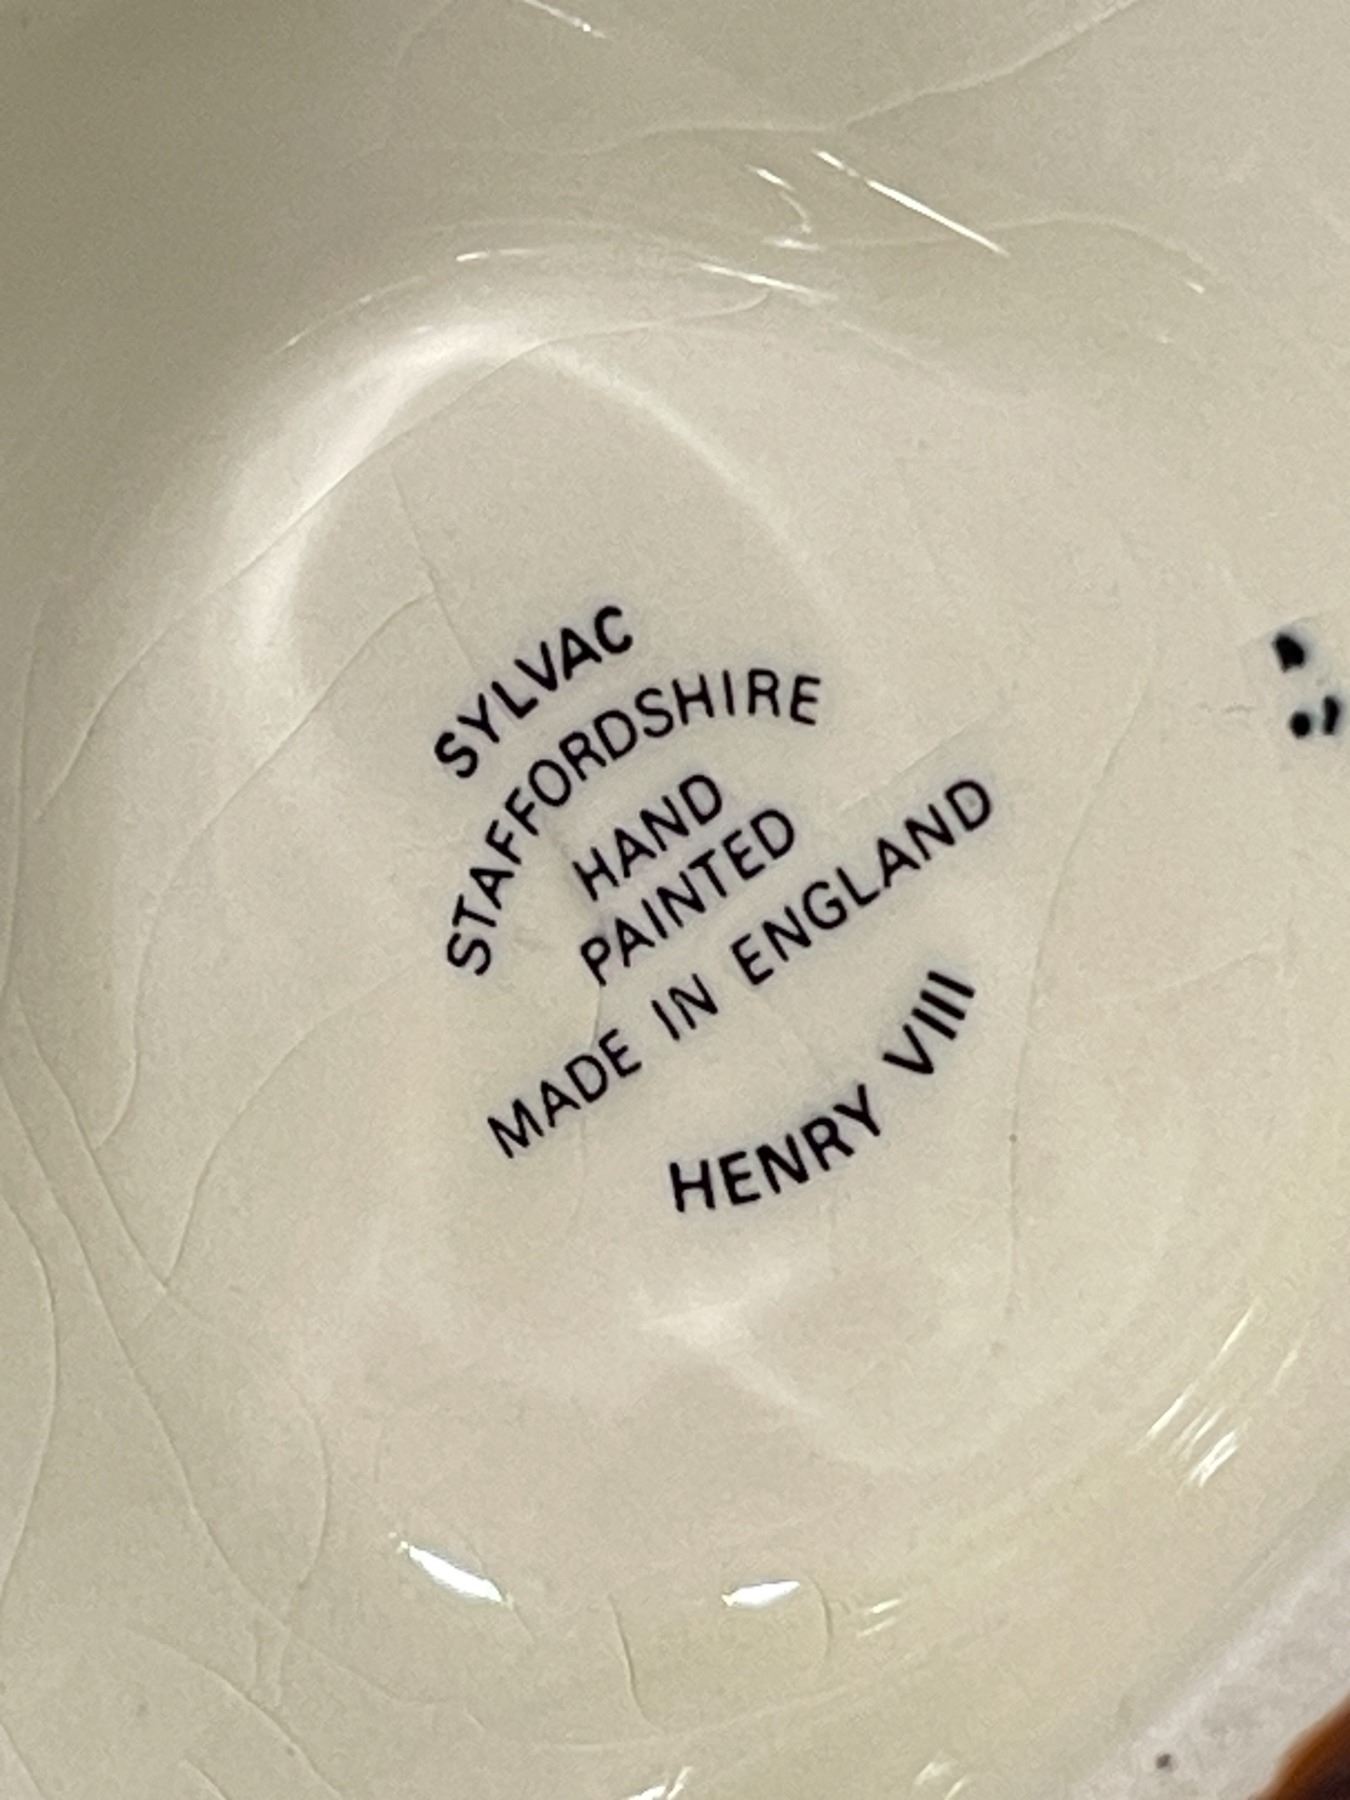 SYLVAC
STAFFORDSHIRE
HAND
PAINTED
MADE IN ENGLAND
HENRY VIII